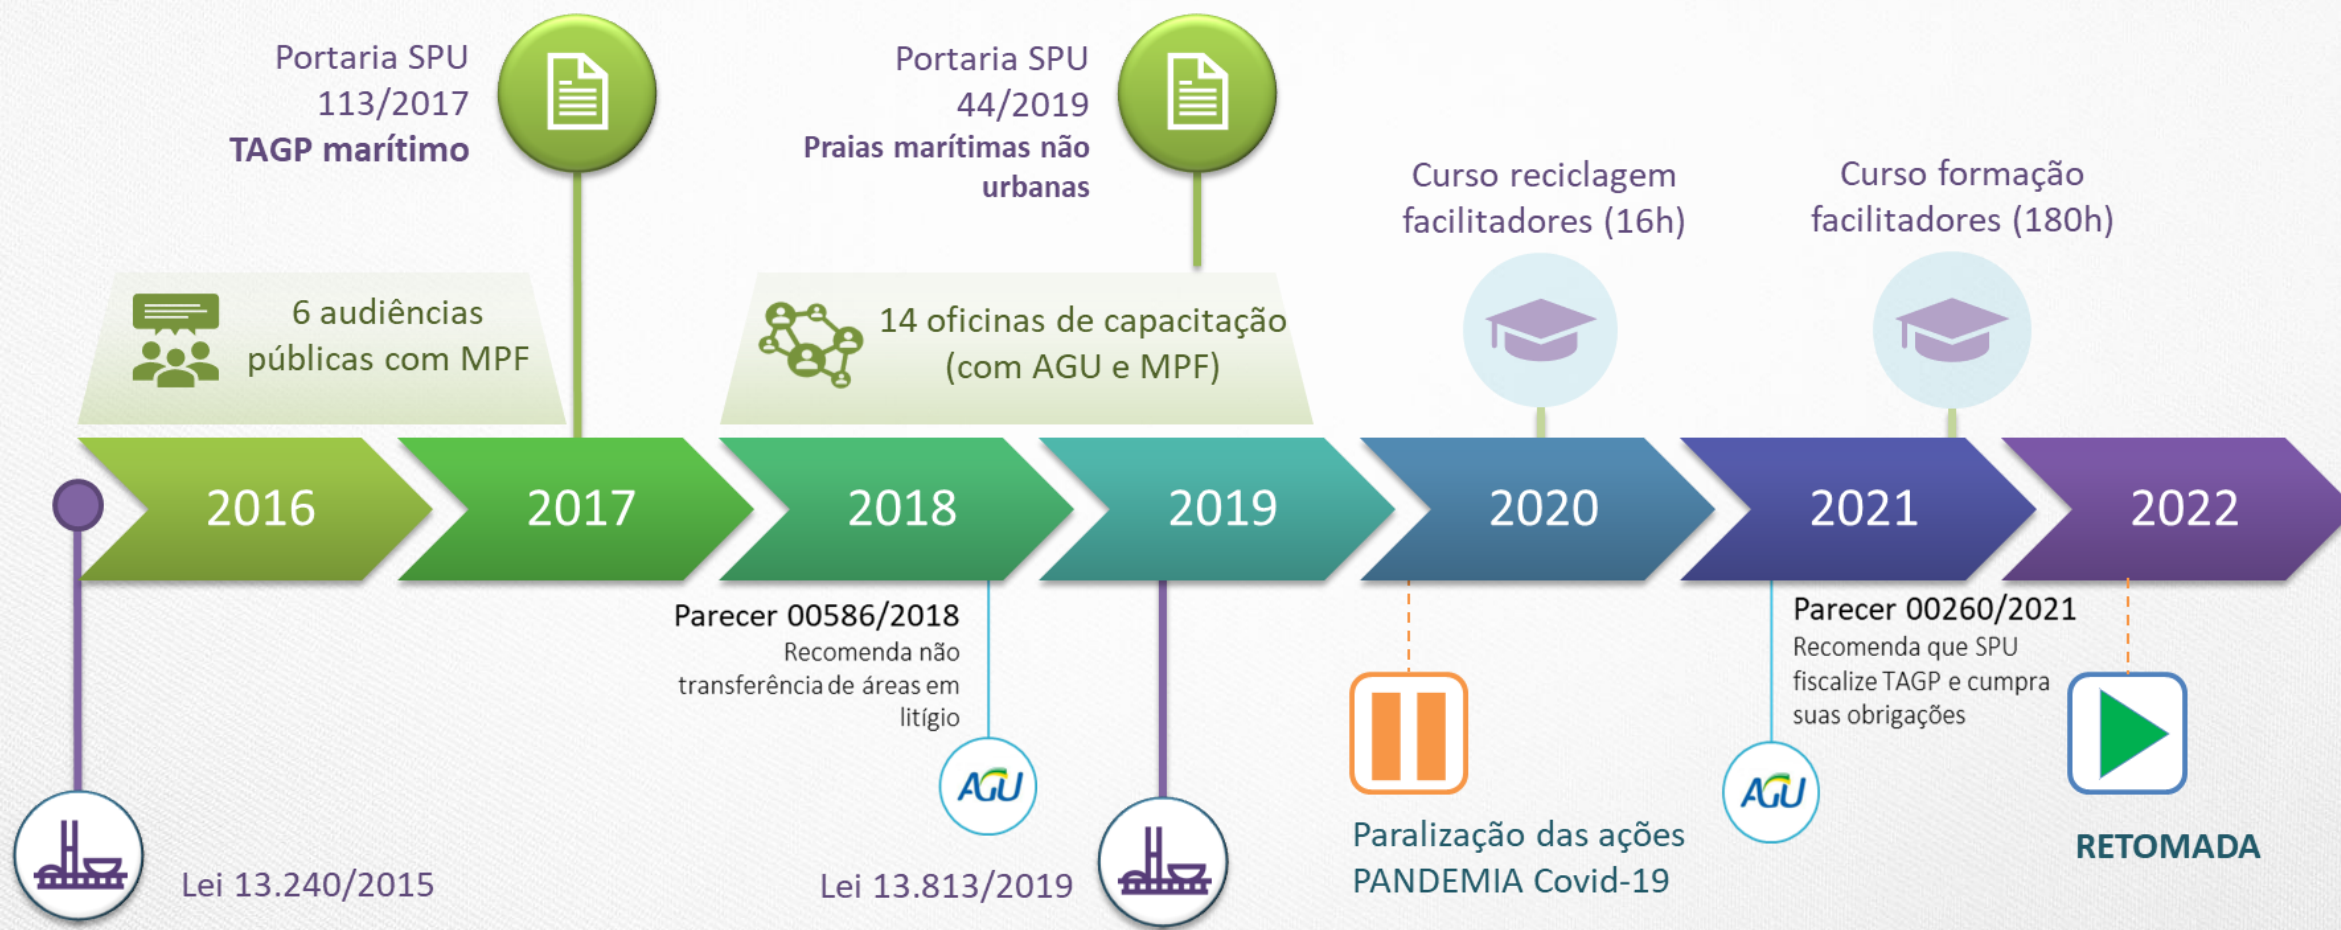 Portaria SPU
113/2017
TAGP marítimo
Portaria SPU
44/2019
Praias marítimas não
urbanas
Curso reciclagem
facilitadores (16h)
Curso formação
facilitadores (180h)
6 audiências
públicas com MPF
14 oficinas de capacitação
(com AGU e MPF)
2016
2017
2018
2019
2020
2021
2022
Parecer 00586/2018
Recomenda não
transferência de áreas em
litígio
AGU
Parecer 00260/2021
Recomenda que SPU
fiscalize TAGP e cumpra
suas obrigações
AGU
Lei 13.240/2015
Lei 13.813/2019
Paralização das ações
PANDEMIA Covid-19
RETOMADA